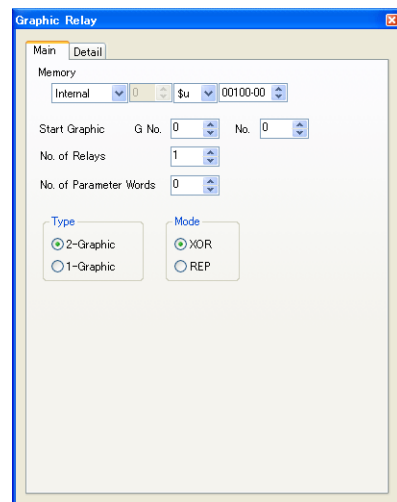 Graphic Relay
Main Detail
Memory
Internal 0 $u 00100-00
Start Graphic G No. 0 No. 0
No. of Relays 1
No. of Parameter Words 0
Type Mode
2-Graphic XOR
1-Graphic REP